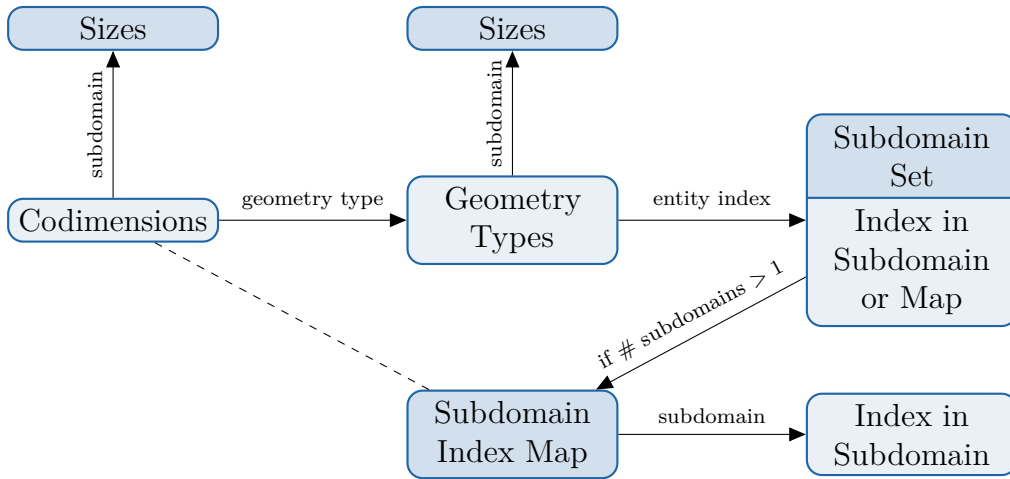 Sizes
Sizes
subdomain
subdomain
Subdomain
Set
Codimensions
geometry type
Geometry
Types
entity index
Index in
Subdomain
or Map
if # subdomains > 1
Subdomain
Index Map
subdomain
Index in
Subdomain